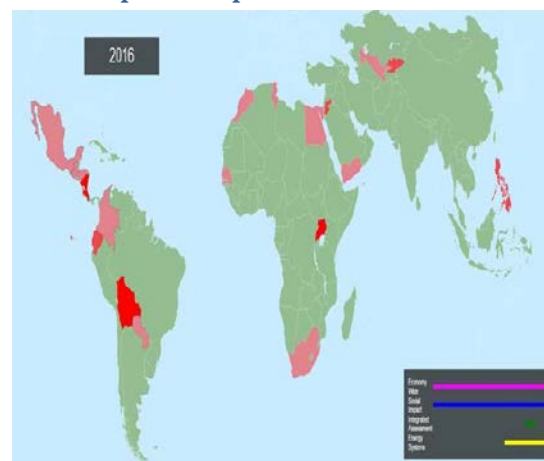 2016
Economy
Wide
Social
Impact
Integrated
Assessment
Energy
Systems